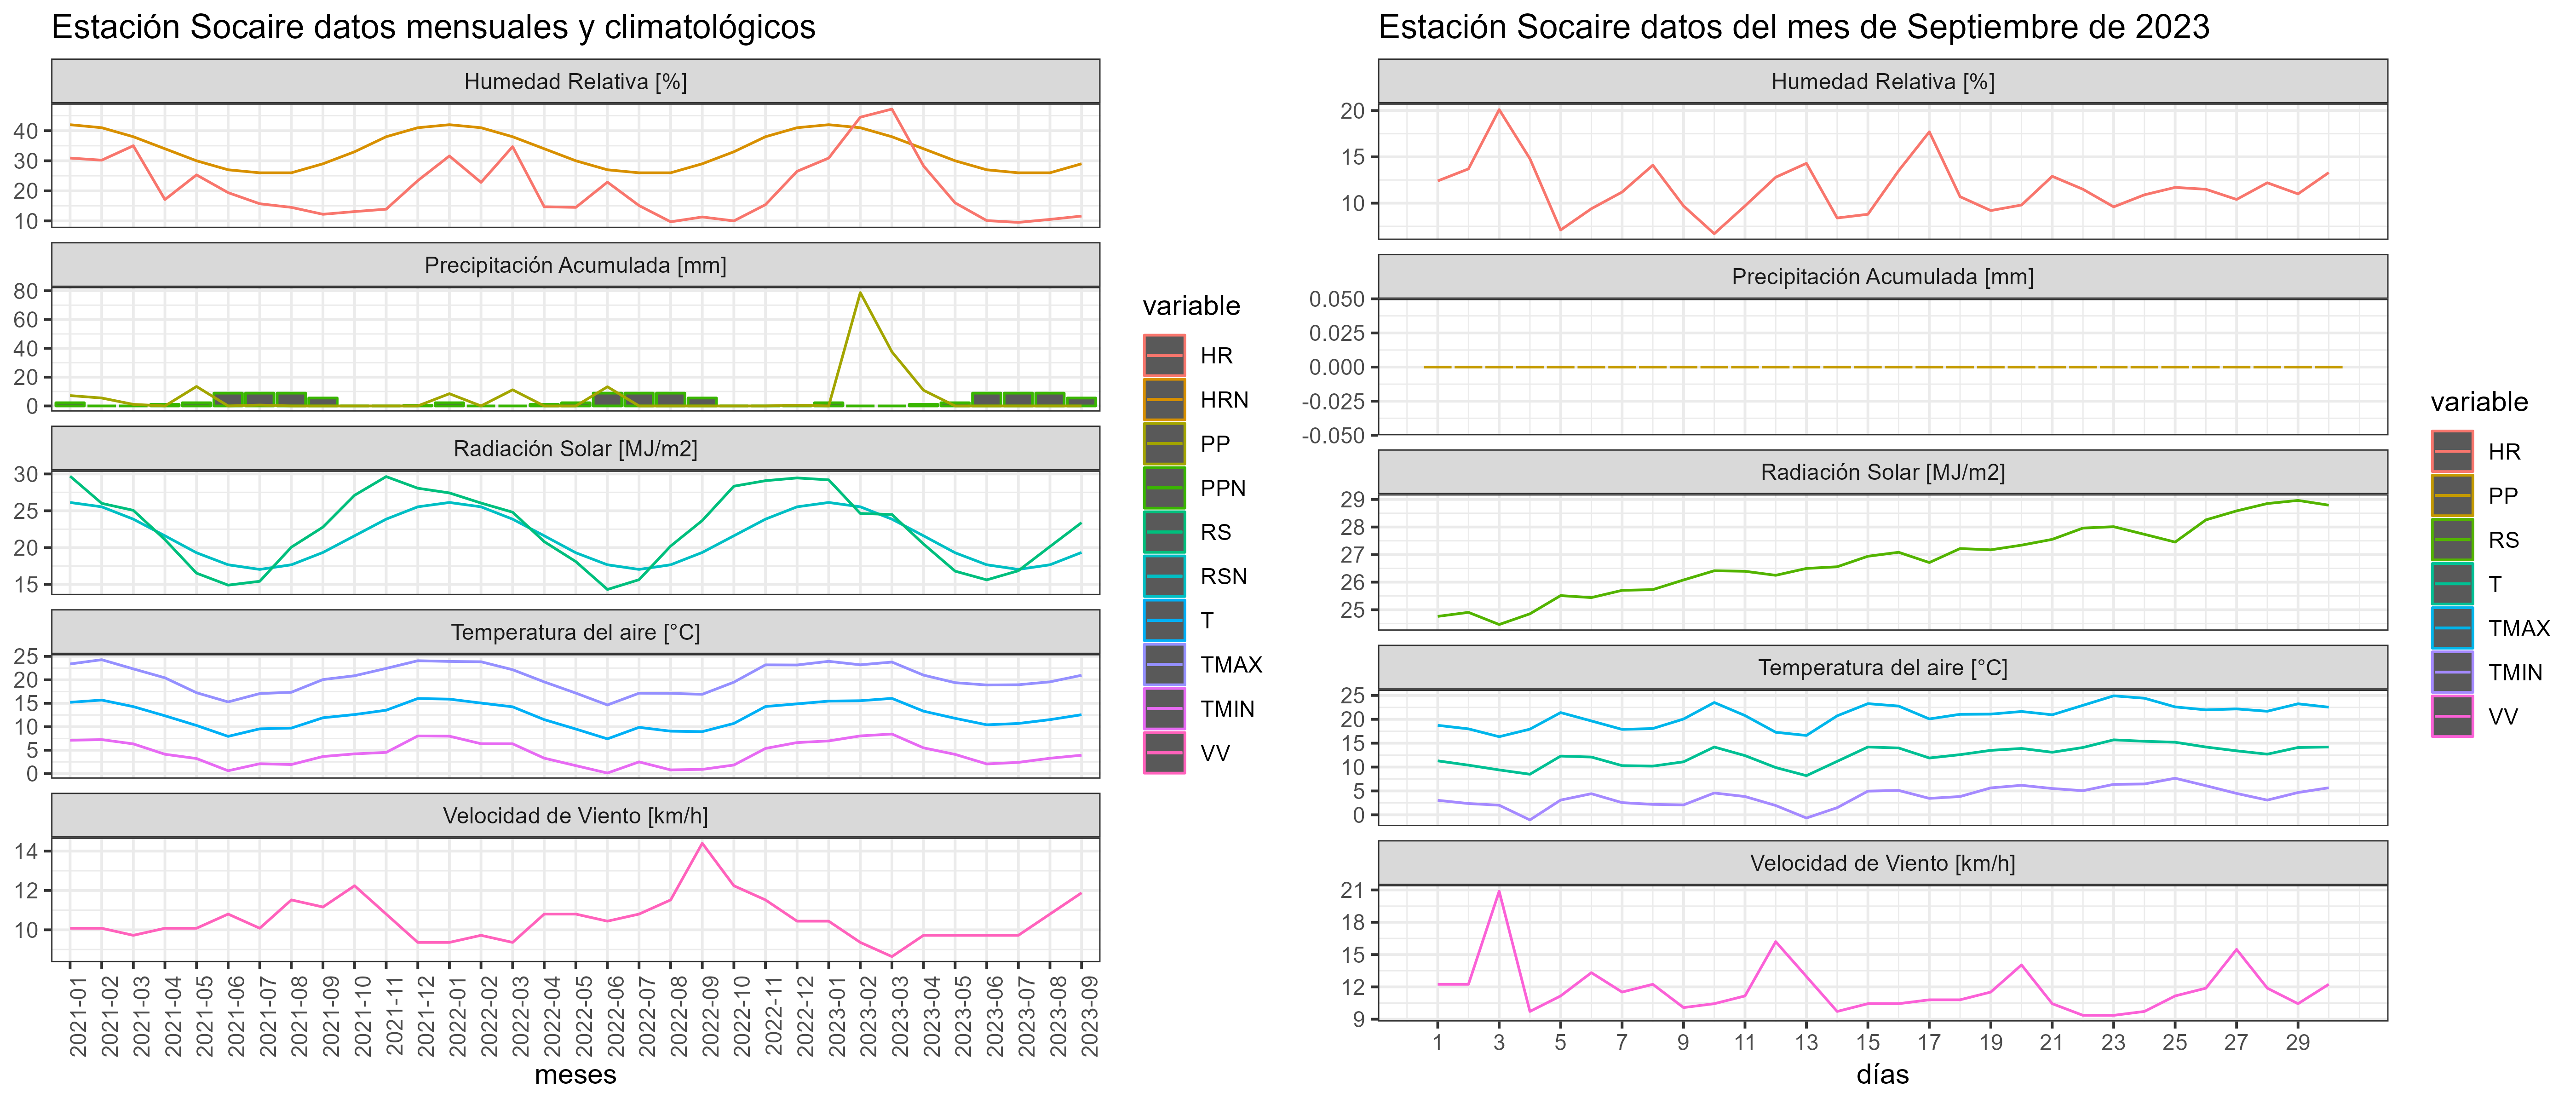 Estación Socaire datos mensuales y climatológicos
Humedad Relativa [%]
40
30
20
10
Precipitación Acumulada [mm]
80
60
40
20
0
Radiación Solar [MJ/m2]
30
25
20
15
Temperatura del aire [°C]
25
20
15
10
5
0
Velocidad de Viento [km/h]
14
12
10
2021-01
2021-02
2021-03
2021-04
2021-05
2021-06
2021-07
2021-08
2021-09
2021-10
2021-11
2021-12
2022-01
2022-02
2022-03
2022-04
2022-05
2022-06
2022-07
2022-08
2022-09
2022-10
2022-11
2022-12
2023-01
2023-02
2023-03
2023-04
2023-05
2023-06
2023-07
2023-08
2023-09
meses
variable
HR
HRN
PP
PPN
RS
RSN
T
TMAX
TMIN
VV
Estación Socaire datos del mes de Septiembre de 2023
Humedad Relativa [%]
20
15
10
Precipitación Acumulada [mm]
0.050
0.025
0.000
-0.025
-0.050
Radiación Solar [MJ/m2]
29
28
27
26
25
Temperatura del aire [°C]
25
20
15
10
5
0
Velocidad de Viento [km/h]
21
18
15
12
9
1 3 5 7 9 11 13 15 17 19 21 23 25 27 29
días
variable
HR
PP
RS
T
TMAX
TMIN
VV